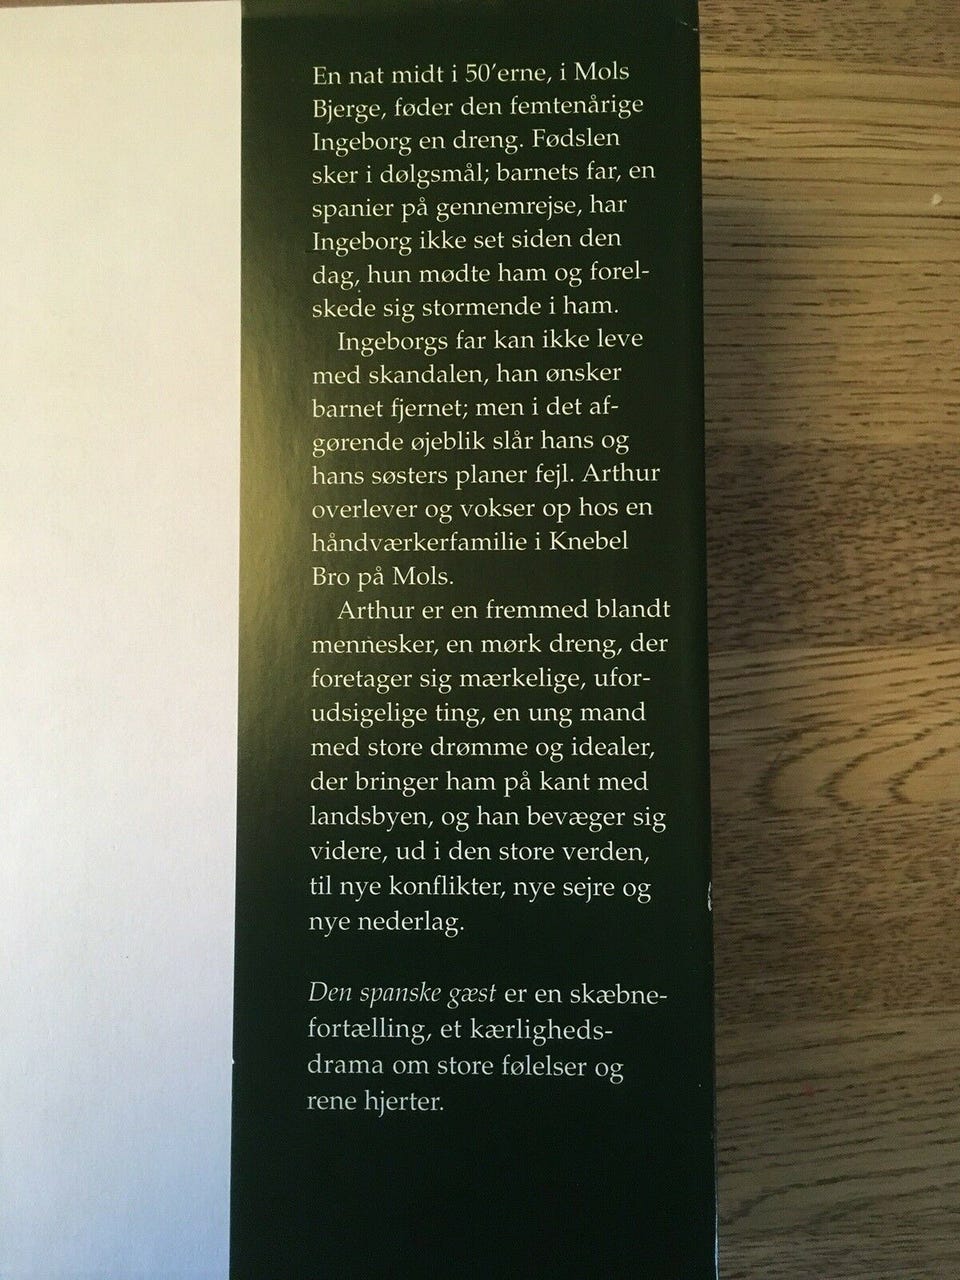 En nat midt i 50'erne, i Mols
Bjerge, føder den femtenårige
Ingeborg en dreng. Fødslen
sker i dølgsmål; barnets far, en
spanier på gennemrejse, har
Ingeborg ikke set siden den
dag, hun mødte ham og forel-
skede sig stormende i ham.
Ingeborgs far kan ikke leve
med skandalen, han ønsker
barnet fjernet; men i det af-
gørende øjeblik slår hans og
hans søsters planer fejl. Arthur
overlever og vokser op hos en
håndværkerfamilie i Knebel
Bro på Mols.
Arthur er en fremmed blandt
mennesker, en mørk dreng, der
foretager sig mærkelige, ufor-
udsigelige ting, en ung mand
med store drømme og idealer,
der bringer ham på kant med
landsbyen, og han bevæger sig
videre, ud i den store verden,
til nye konflikter, nye sejre og
nye nederlag.
Den spanske gæst er en skæbne-
fortælling, et kærligheds-
drama om store følelser og
rene hjerter.